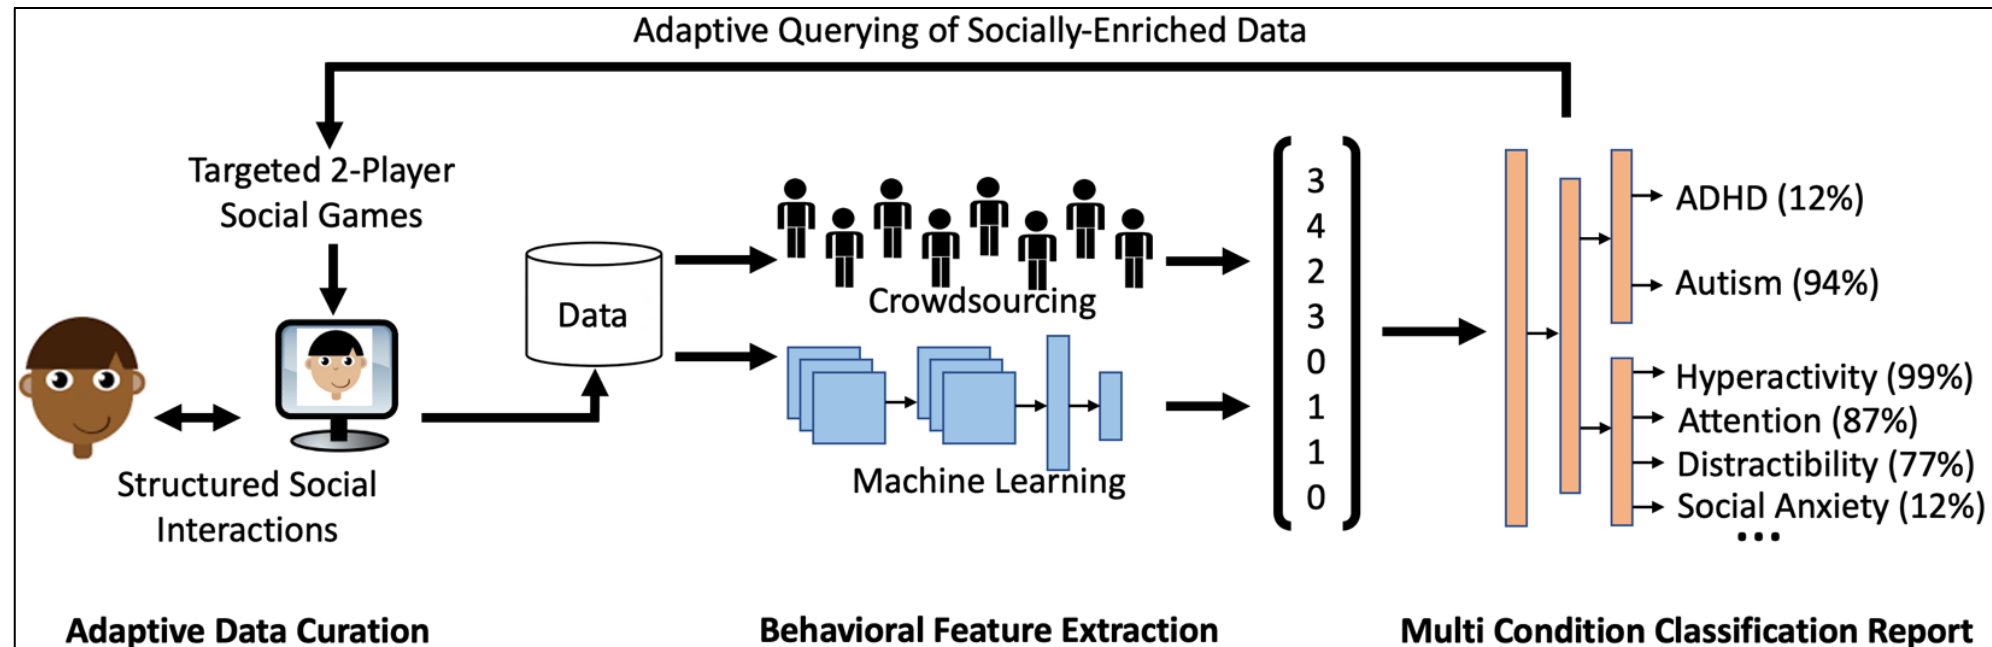 Adaptive Querying of Socially-Enriched Data
Targeted 2-Player
Social Games
Structured Social
Interactions
Data
Crowdsourcing
Machine Learning
3
4
2
3
0
1
1
0
ADHD (12%)
Autism (94%)
Hyperactivity (99%)
Attention (87%)
Distractibility (77%)
Social Anxiety (12%)
...
Adaptive Data Curation
Behavioral Feature Extraction
Multi Condition Classification Report